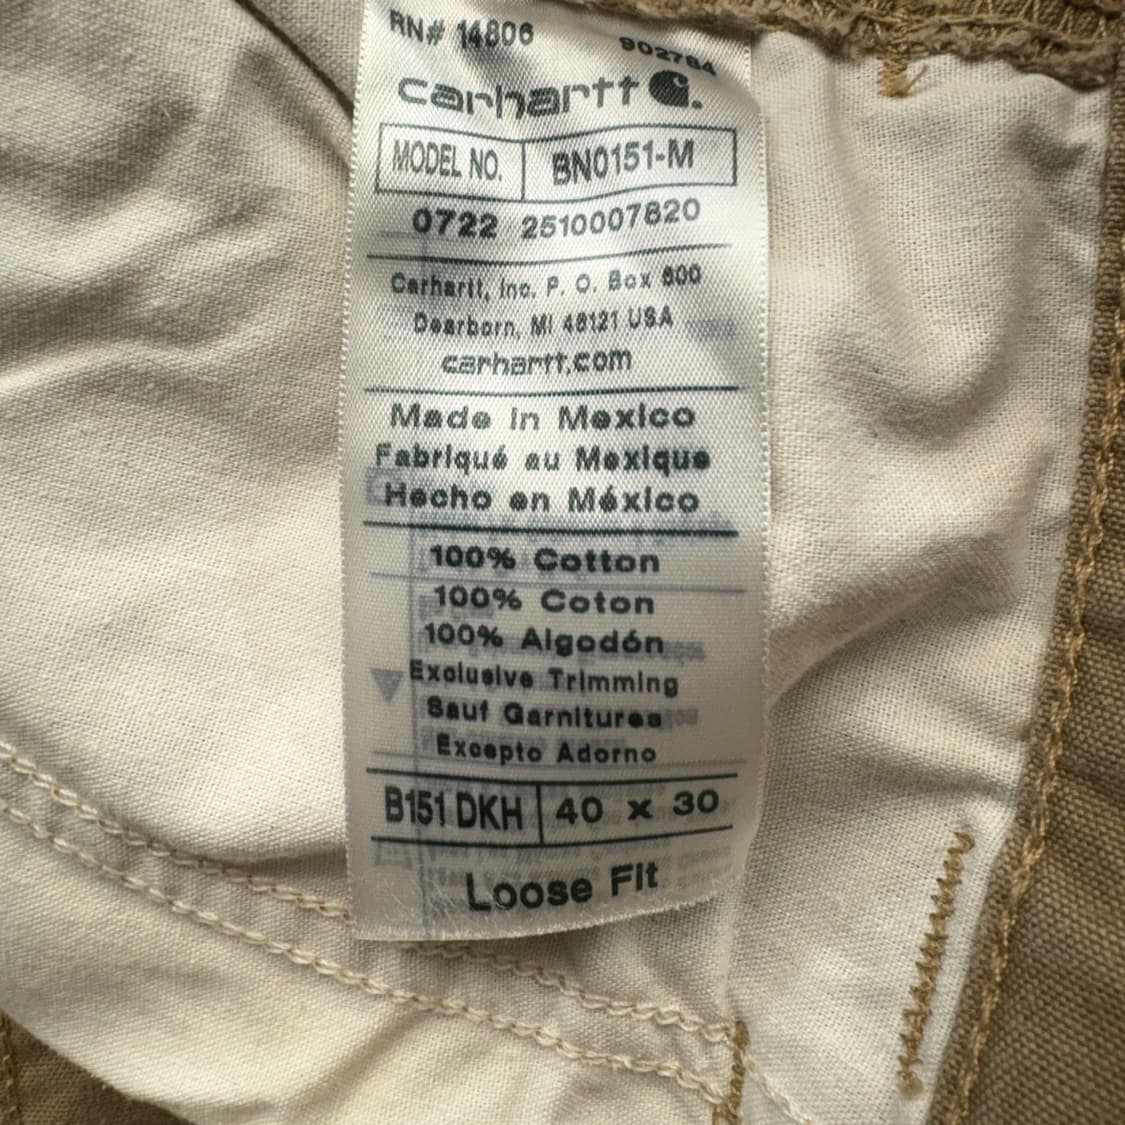 RN# 14806
902784
carhartt
MODEL NO. BN0151-M
0722 2510007820
Carhartt, Inc. P. O. Box 600
Dearborn, MI 48121 USA
carhartt.com
Made in Mexico
Fabriqué au Mexique
Hecho en México
100% Cotton
100% Coton
100% Algodón
Exclusive Trimming
Sauf Garnitures
Excepto Adorno
B151 DKH 40 x 30
Loose Fit